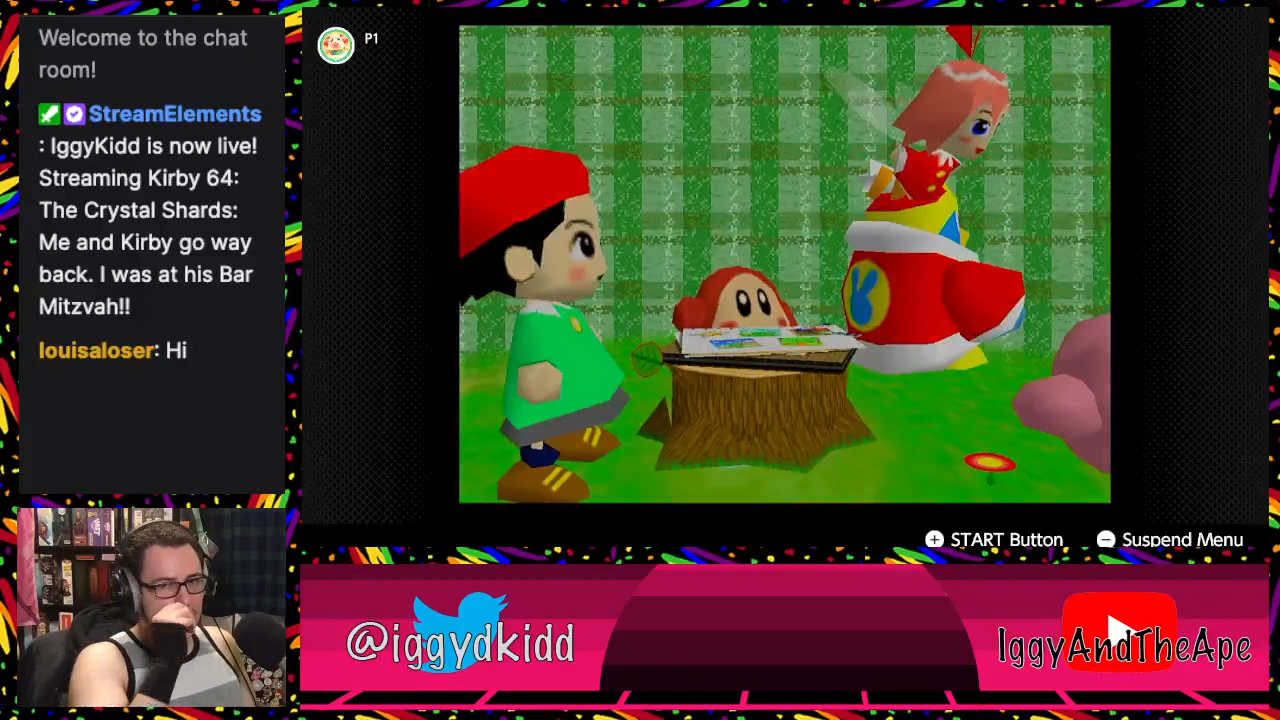 Welcome to the chat
room!
StreamElements
: IggyKidd is now live!
Streaming Kirby 64:
The Crystal Shards:
Me and Kirby go way
back. I was at his Bar
Mitzvah!!
louisaloser: Hi
P1
START Button
Suspend Menu
@iggydkidd
IggyAndTheApe